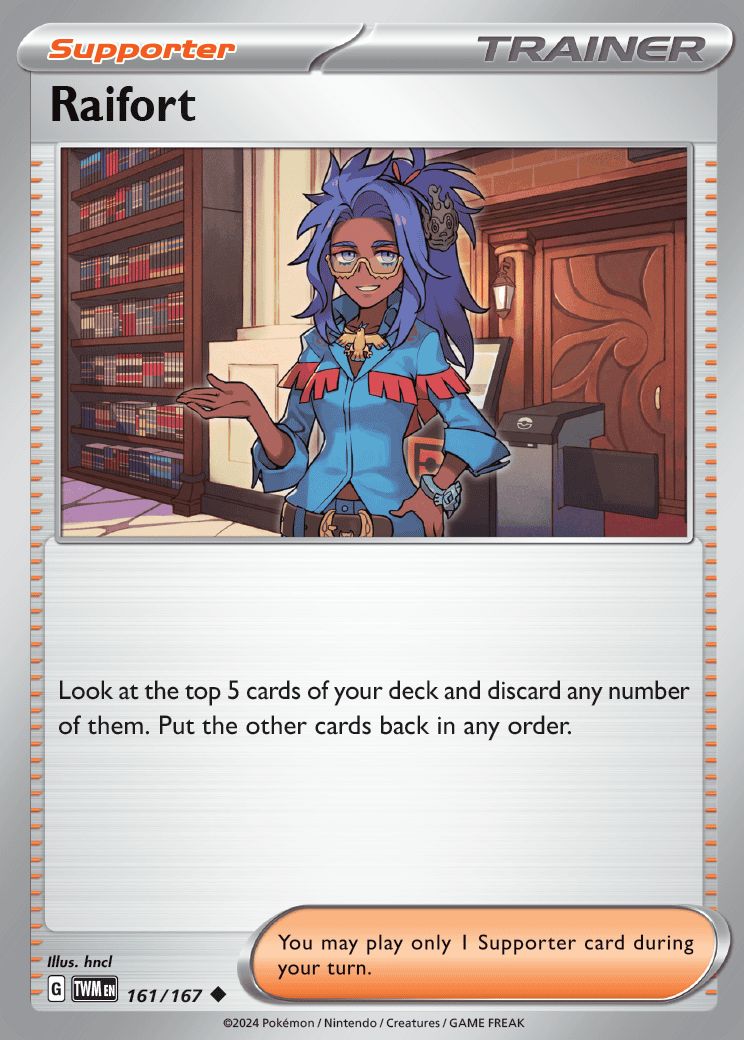 Supporter
TRAINER
Raifort
Look at the top 5 cards of your deck and discard any number
of them. Put the other cards back in any order.
You may play only 1 Supporter card during
your turn.
Illus. hncl
G TWM EN 161/167
©2024 Pokémon / Nintendo / Creatures / GAME FREAK